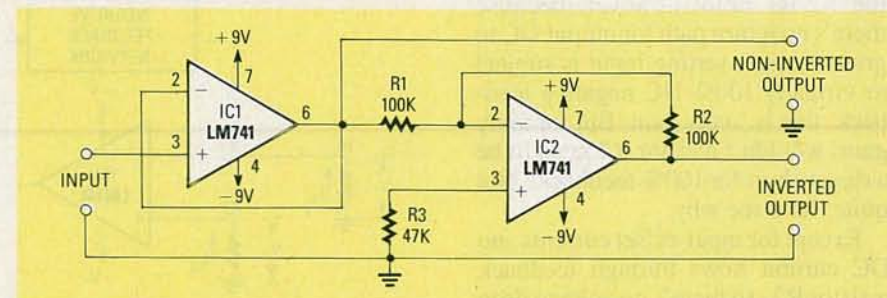 +9V
2
7
−
IC1
LM741
6
3
+
4
−9V
INPUT
R1
100K
R3
47K
+9V
2
7
−
IC2
LM741
6
3
+
4
−9V
R2
100K
NON-INVERTED
OUTPUT
INVERTED
OUTPUT